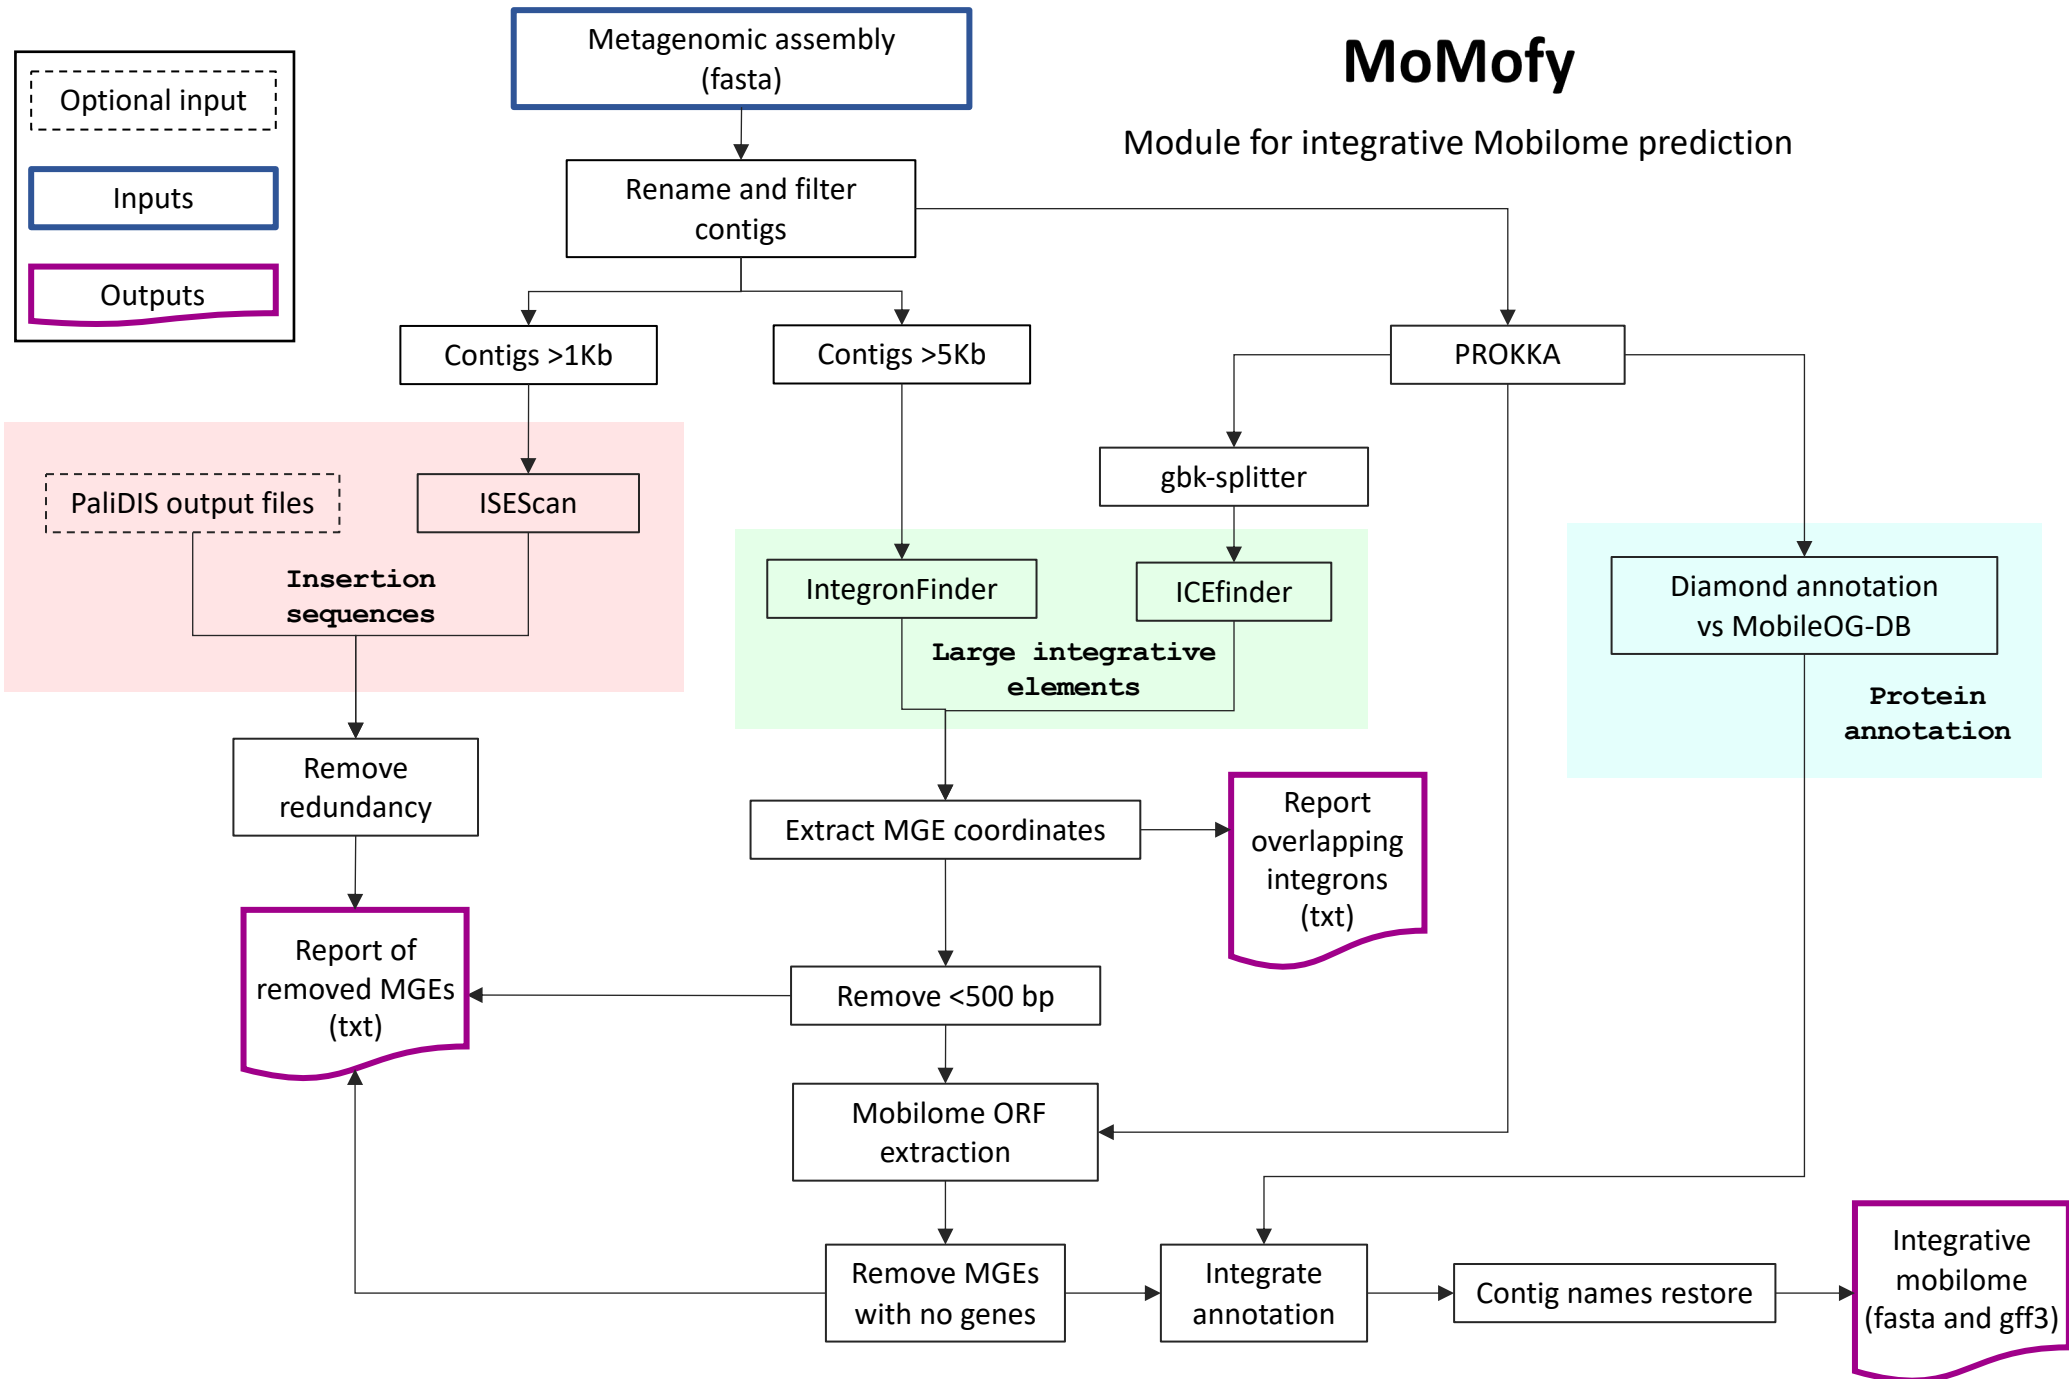 MoMofy
Module for integrative Mobilome prediction
Optional input
Inputs
Outputs
Metagenomic assembly
(fasta)
Rename and filter
contigs
Contigs >1Kb
Contigs >5Kb
PROKKA
gbk-splitter
PaliDIS output files
ISEScan
Insertion
sequences
IntegronFinder
ICEfinder
Large integrative
elements
Diamond annotation
vs MobileOG-DB
Protein
annotation
Remove
redundancy
Extract MGE coordinates
Report
overlapping
integrons
(txt)
Report of
removed MGEs
(txt)
Remove <500 bp
Mobilome ORF
extraction
Remove MGEs
with no genes
Integrate
annotation
Contig names restore
Integrative
mobilome
(fasta and gff3)